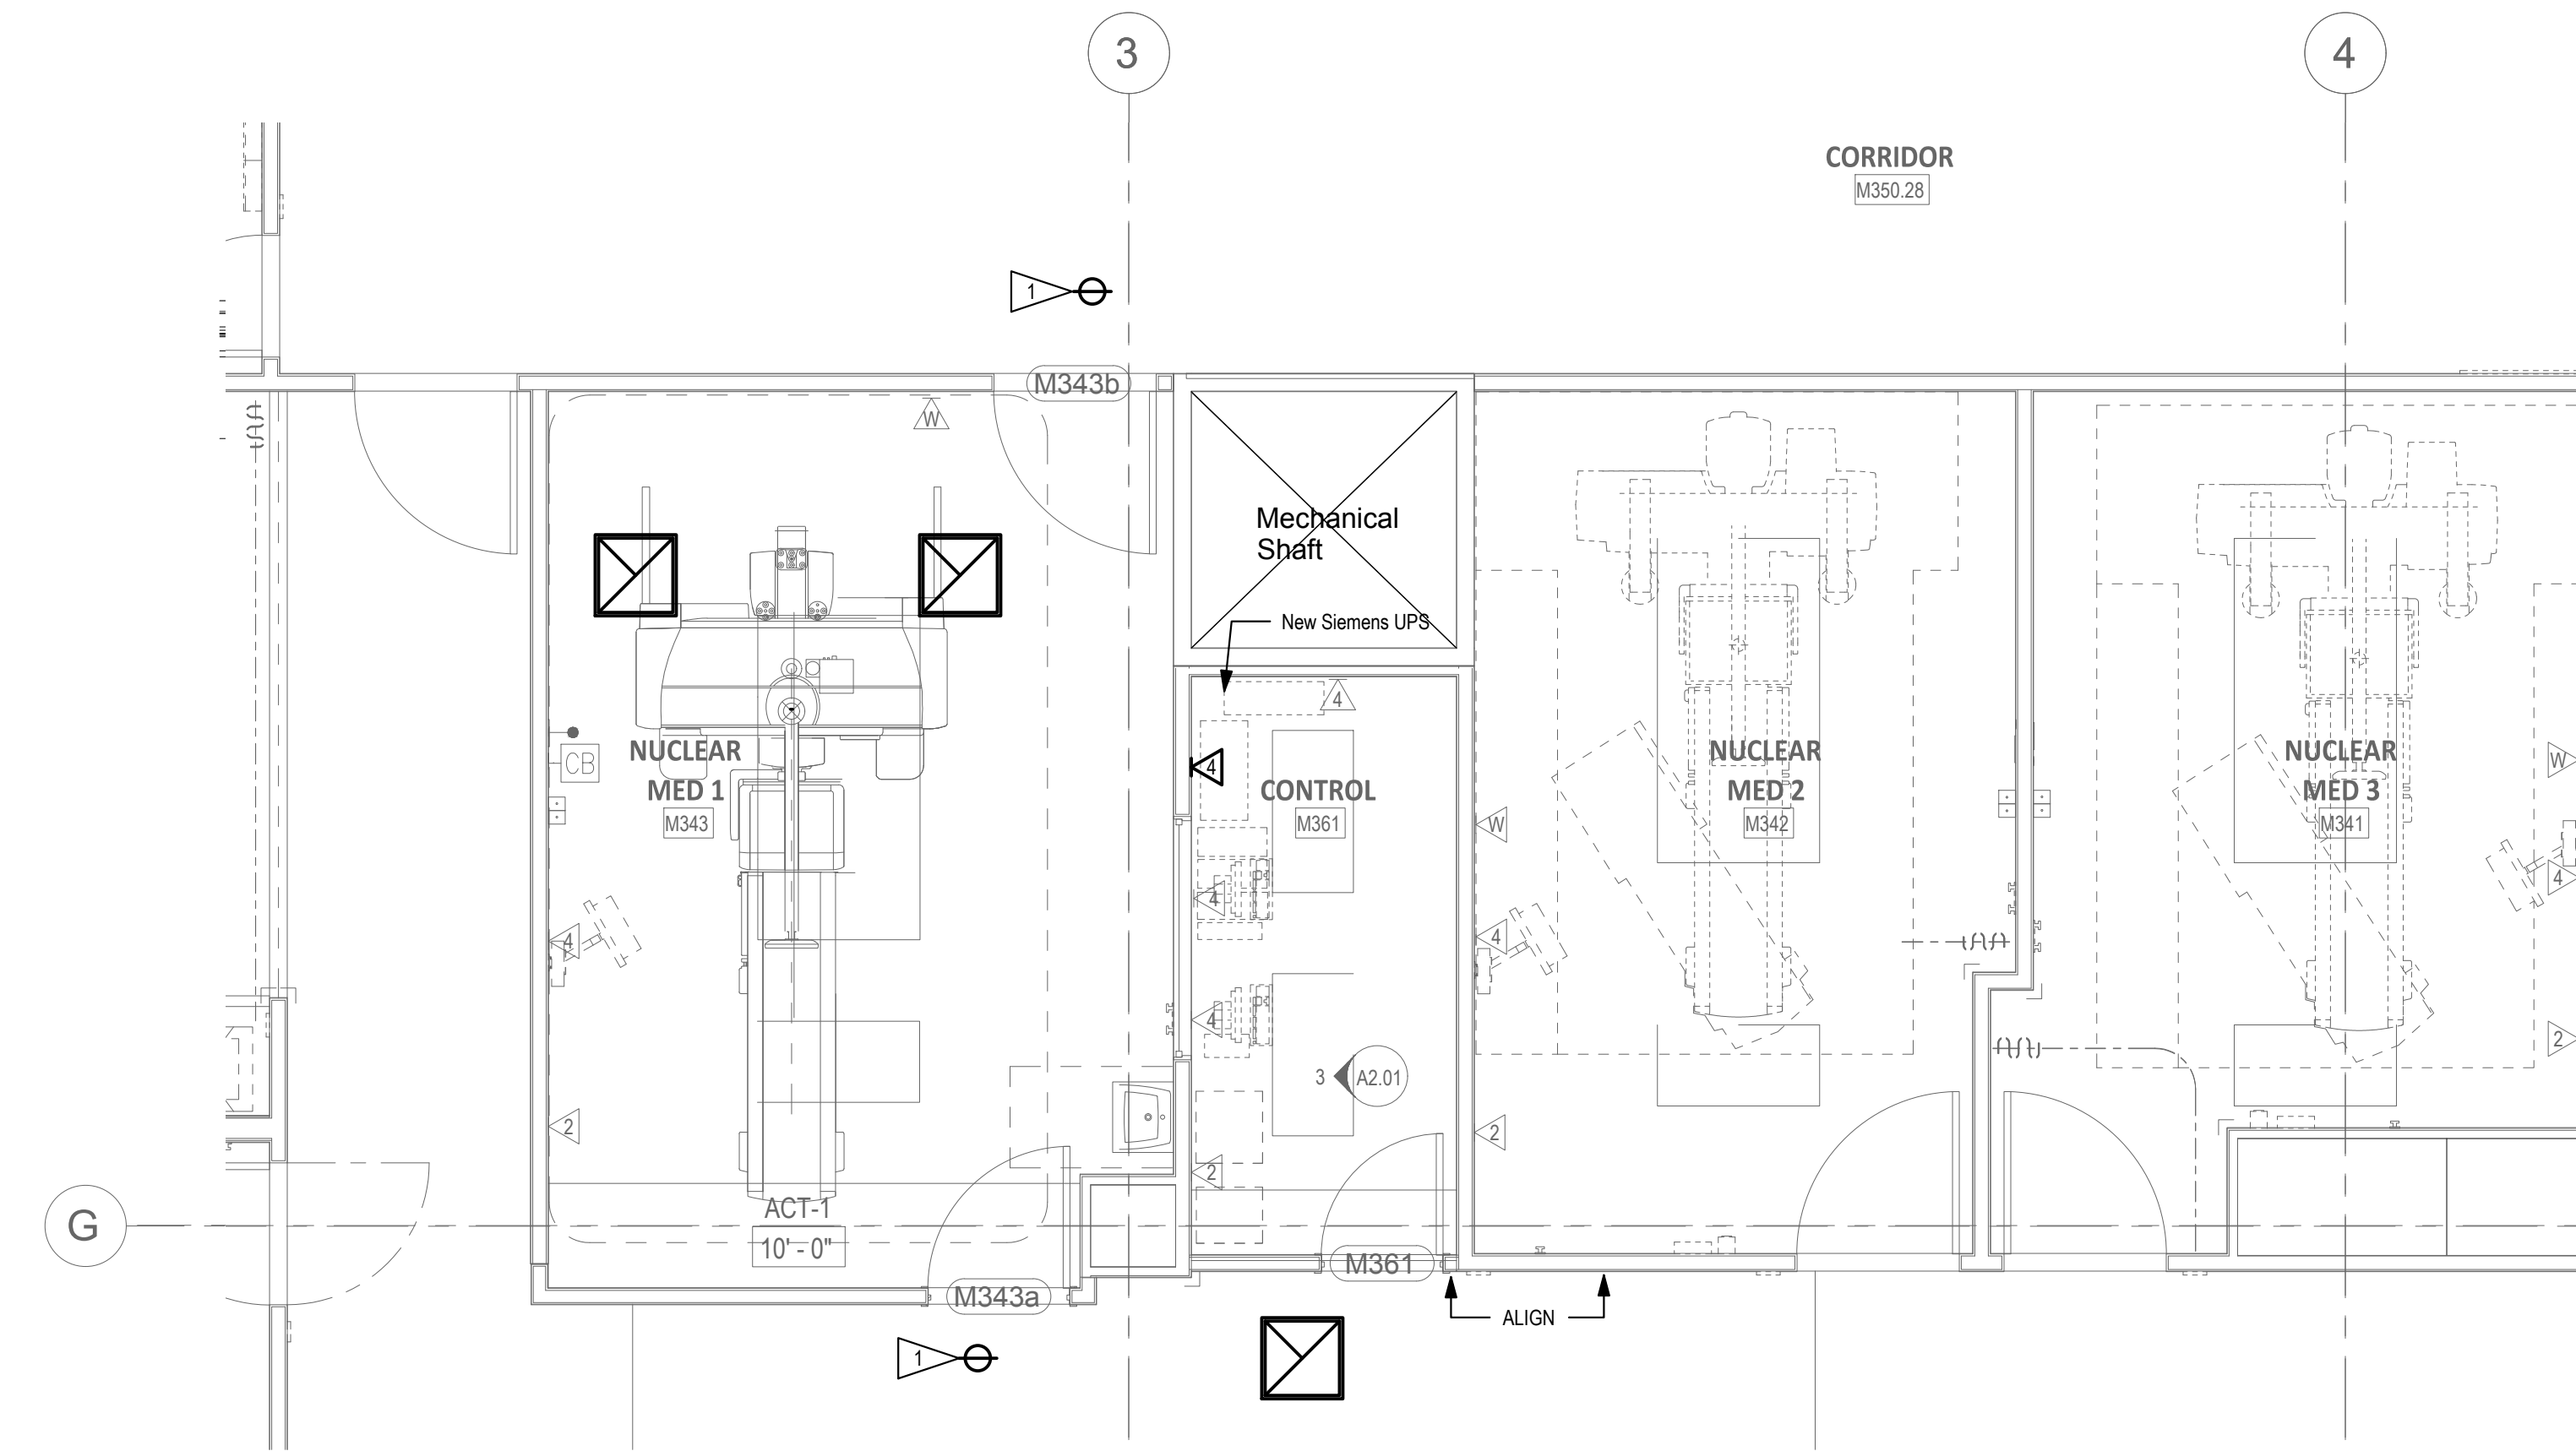 3
4
CORRIDOR
M350.28
1
M343b
W
Mechanical
Shaft
New Siemens UPS
4
4
CB
NUCLEAR
MED 1
M343
CONTROL
M361
NUCLEAR
MED 2
M342
NUCLEAR
MED 3
M341
W
W
4
4
4
4
4
2
3
A2.01
2
2
2
ACT-1
10' - 0"
G
M361
M343a
ALIGN
1